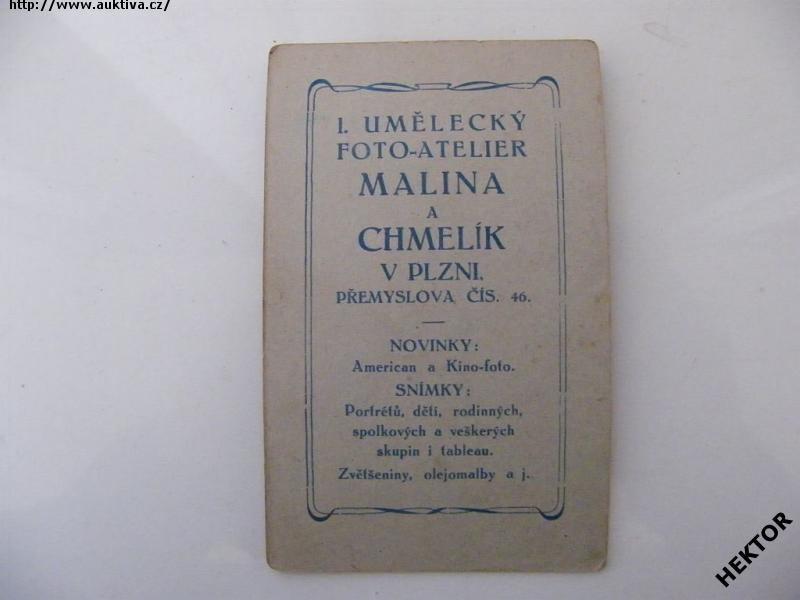 http://www.auktiva.cz/
I. UMĚLECKÝ
FOTO-ATELIER
MALINA
A
CHMELÍK
V PLZNI.
PŘEMYSLOVA ČÍS. 46.
NOVINKY:
American a Kino-foto.
SNÍMKY:
Portrétů, dětí, rodinných,
spolkových a veškerých
skupin i tableau.
Zvětšeniny, olejomalby a j.
HEKTOR